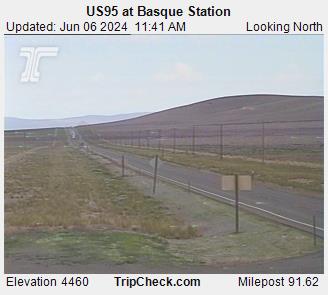 US95 at Basque Station
Updated: Jun 06 2024 11:41 AM Looking North
Elevation 4460 TripCheck.com Milepost 91.62